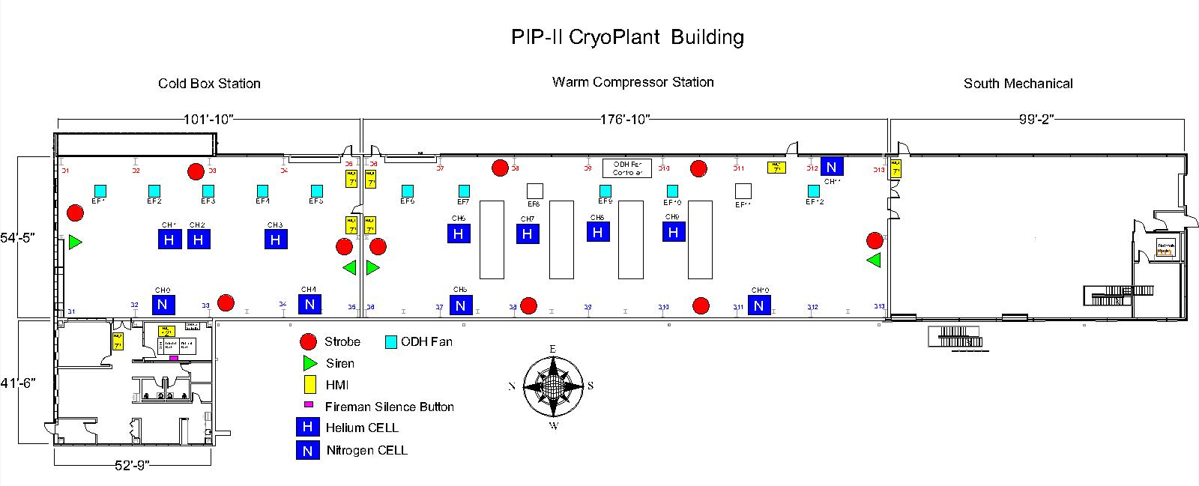 PIP-II CryoPlant Building
Cold Box Station
Warm Compressor Station
South Mechanical
101'-10"
176'-10"
99'-2"
ODH Fan
Controller
N
CH11
EF1
EF2
EF3
EF4
EF5
EF6
EF7
EF8
EF9
EF10
EF11
EF12
54'-5"
CH1
CH2
CH3
CH6
CH7
CH8
CH9
H
H
H
H
H
H
H
CH0
CH4
CH5
CH10
N
N
N
N
41'-6"
52'-9"
Strobe
ODH Fan
Siren
HMI
Fireman Silence Button
H
Helium CELL
N
Nitrogen CELL
E
N
S
W